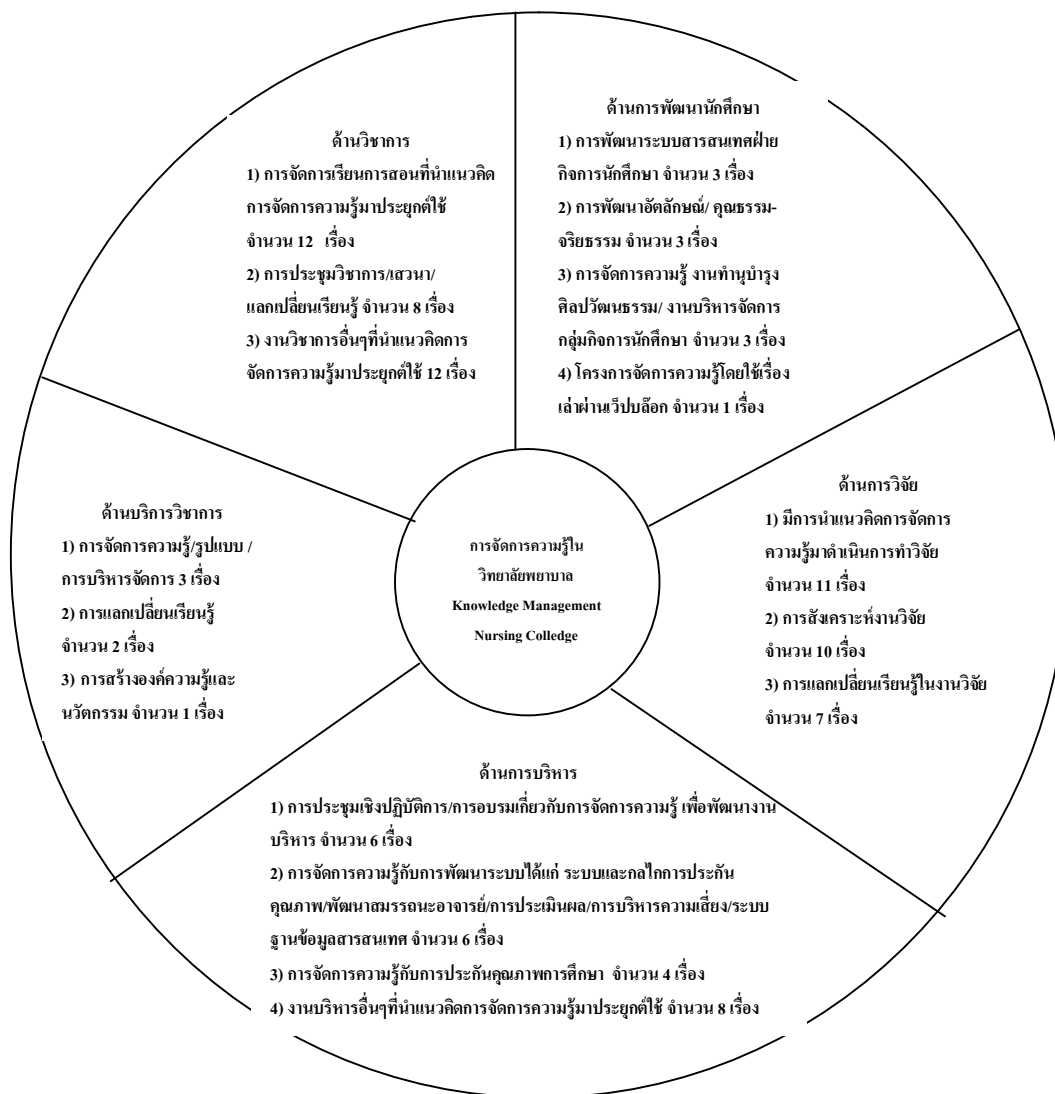 ด้านการพัฒนานักศึกษา
1) การพัฒนาระบบสารสนเทศฝ่าย
กิจการนักศึกษา จำนวน 3 เรื่อง
2) การพัฒนาอัตลักษณ์/ คุณธรรม-
จริยธรรม จำนวน 3 เรื่อง
3) การจัดการความรู้ งานทำนุบำรุง
ศิลปวัฒนธรรม/ งานบริหารจัดการ
กลุ่มกิจการนักศึกษา จำนวน 3 เรื่อง
4) โครงการจัดการความรู้โดยใช้เรื่อง
เล่าผ่านเว็ปบล๊อก จำนวน 1 เรื่อง
ด้านวิชาการ
1) การจัดการเรียนการสอนที่นำแนวคิด
การจัดการความรู้มาประยุกต์ใช้
จำนวน 12 เรื่อง
2) การประชุมวิชาการ/เสวนา/
แลกเปลี่ยนเรียนรู้ จำนวน 8 เรื่อง
3) งานวิชาการอื่นๆที่นำแนวคิดการ
จัดการความรู้มาประยุกต์ใช้ 12 เรื่อง
ด้านการวิจัย
1) มีการนำแนวคิดการจัดการ
ความรู้มาดำเนินการทำวิจัย
จำนวน 11 เรื่อง
2) การสังเคราะห์งานวิจัย
จำนวน 10 เรื่อง
3) การแลกเปลี่ยนเรียนรู้ในงานวิจัย
จำนวน 7 เรื่อง
ด้านบริการวิชาการ
1) การจัดการความรู้/รูปแบบ /
การบริหารจัดการ 3 เรื่อง
2) การแลกเปลี่ยนเรียนรู้
จำนวน 2 เรื่อง
3) การสร้างองค์ความรู้และ
นวัตกรรม จำนวน 1 เรื่อง
การจัดการความรู้ใน
วิทยาลัยพยาบาล
Knowledge Management
Nursing Colledge
ด้านการบริหาร
1) การประชุมเชิงปฏิบัติการ/การอบรมเกี่ยวกับการจัดการความรู้ เพื่อพัฒนางาน
บริหาร จำนวน 6 เรื่อง
2) การจัดการความรู้กับการพัฒนาระบบได้แก่ ระบบและกลไกการประกัน
คุณภาพ/พัฒนาสมรรถนะอาจารย์/การประเมินผล/การบริหารความเสี่ยง/ระบบ
ฐานข้อมูลสารสนเทศ จำนวน 6 เรื่อง
3) การจัดการความรู้กับการประกันคุณภาพการศึกษา จำนวน 4 เรื่อง
4) งานบริหารอื่นๆที่นำแนวคิดการจัดการความรู้มาประยุกต์ใช้ จำนวน 8 เรื่อง